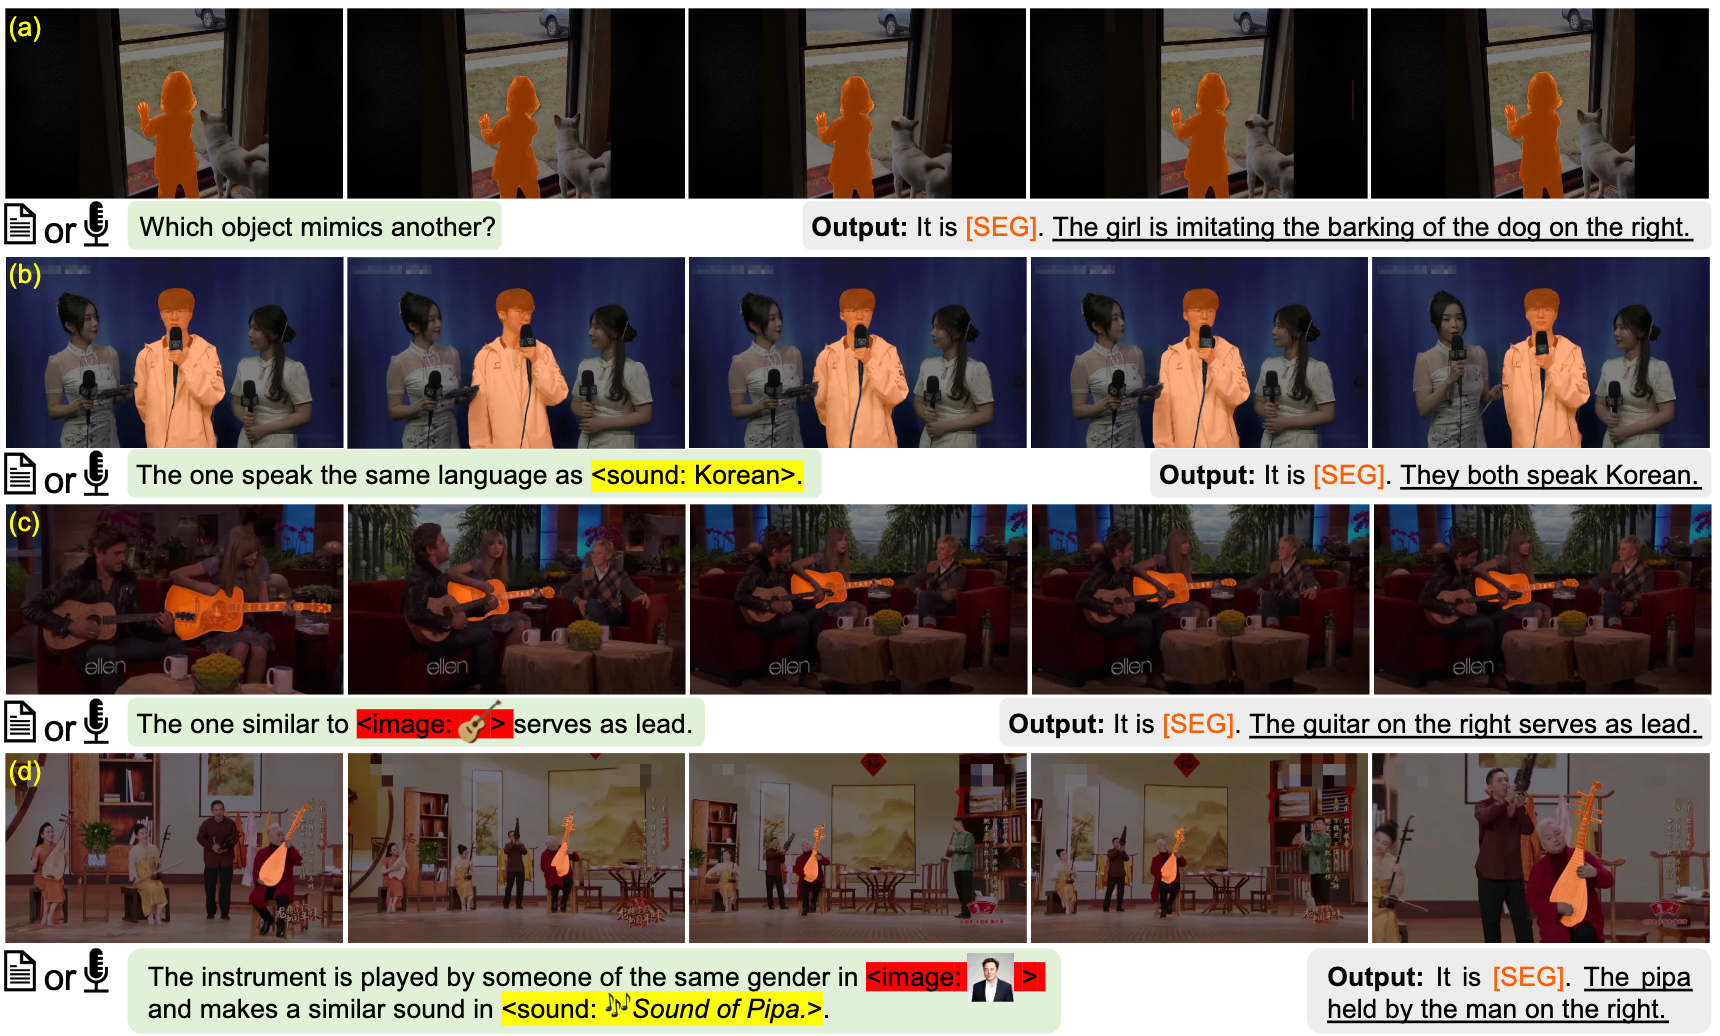 (a)
or
Which object mimics another?
Output: It is [SEG]. The girl is imitating the barking of the dog on the right.
(b)
or
The one speak the same language as <sound: Korean>.
Output: It is [SEG]. They both speak Korean.
(c)
ellen
ellen
ellen
ellen
ellen
or
The one similar to <image: > serves as lead.
Output: It is [SEG]. The guitar on the right serves as lead.
(d)
or
The instrument is played by someone of the same gender in <image: >
and makes a similar sound in <sound: 🎶Sound of Pipa.>.
Output: It is [SEG]. The pipa
held by the man on the right.